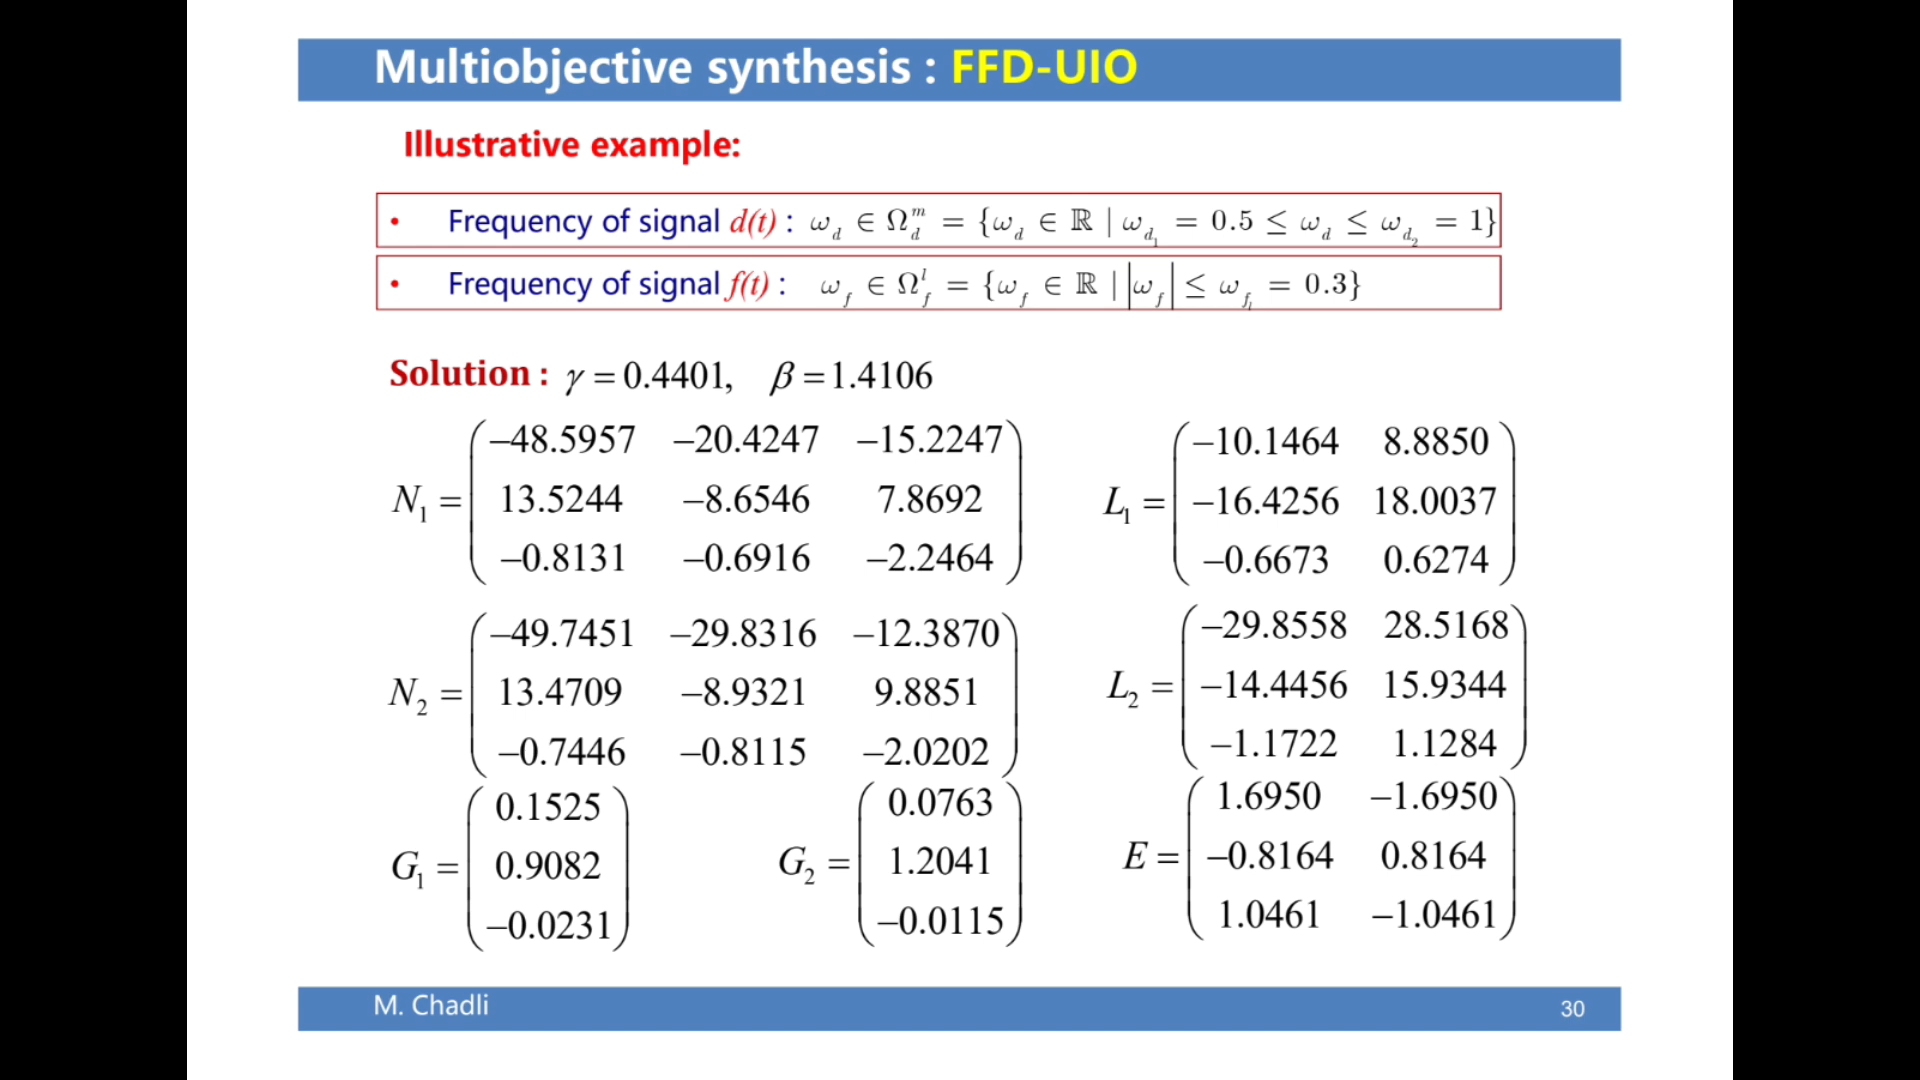 Multiobjective synthesis : FFD-UIO
Illustrative example:
• Frequency of signal d(t) : ω_d ∈ Ω_d^m = {ω_d ∈ ℝ | ω_{d_1} = 0.5 ≤ ω_d ≤ ω_{d_2} = 1}
• Frequency of signal f(t) : ω_f ∈ Ω_f^l = {ω_f ∈ ℝ | |ω_f| ≤ ω_{f_l} = 0.3}
Solution : γ = 0.4401, β = 1.4106
N_1 = ( −48.5957 −20.4247 −15.2247
13.5244 −8.6546 7.8692
−0.8131 −0.6916 −2.2464 )
L_1 = ( −10.1464 8.8850
−16.4256 18.0037
−0.6673 0.6274 )
N_2 = ( −49.7451 −29.8316 −12.3870
13.4709 −8.9321 9.8851
−0.7446 −0.8115 −2.0202 )
L_2 = ( −29.8558 28.5168
−14.4456 15.9344
−1.1722 1.1284 )
G_1 = ( 0.1525
0.9082
−0.0231 )
G_2 = ( 0.0763
1.2041
−0.0115 )
E = ( 1.6950 −1.6950
−0.8164 0.8164
1.0461 −1.0461 )
M. Chadli
30